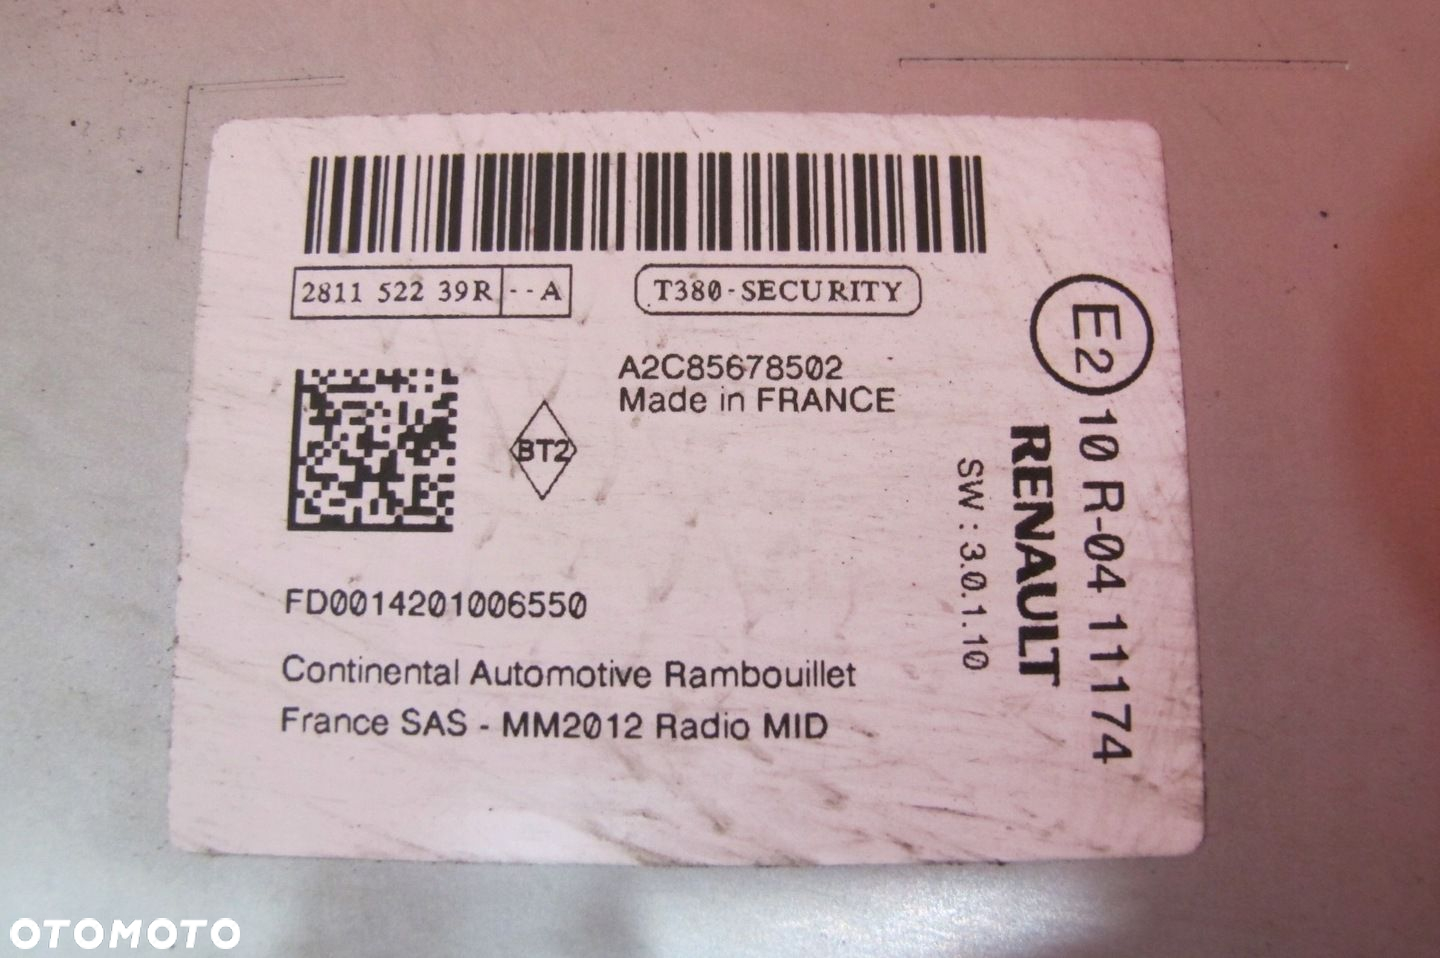 2811 522 39R --A
T380-SECURITY
A2C85678502
Made in FRANCE
BT2
FD0014201006550
Continental Automotive Rambouillet
France SAS - MM2012 Radio MID
E2
10 R-04 11174
RENAULT
SW : 3.0.1.10
OTOMOTO